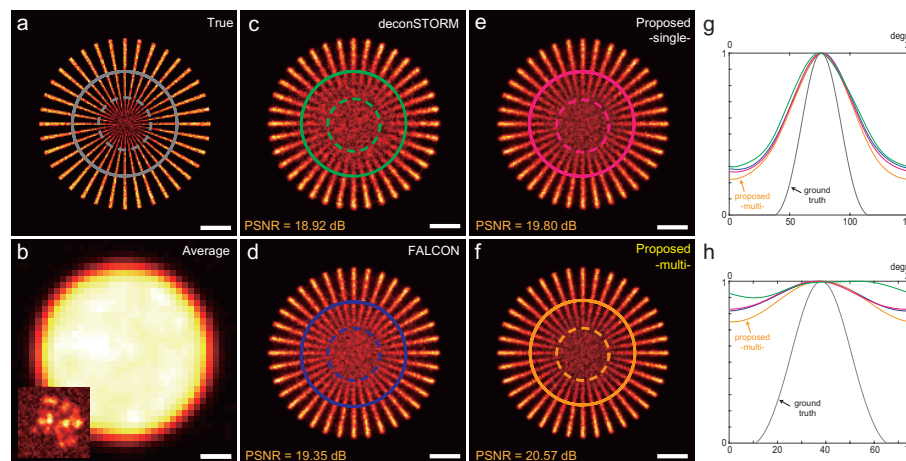 a
True
c
deconSTORM
PSNR = 18.92 dB
e
Proposed
-single-
PSNR = 19.80 dB
g
0
degr
1
proposed
-multi-
ground
truth
0
50
100
b
Average
d
FALCON
PSNR = 19.35 dB
f
Proposed
-multi-
PSNR = 20.57 dB
h
0
degr
1
proposed
-multi-
ground
truth
0
20
40
60